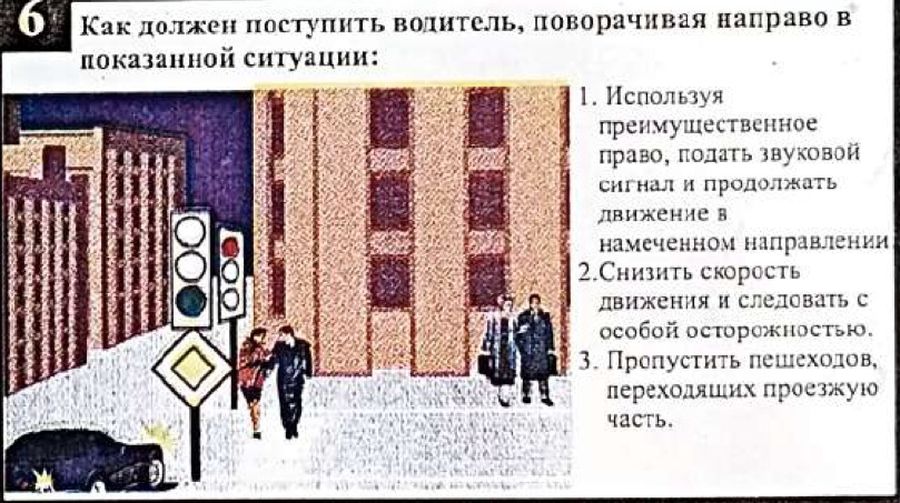 6
Как должен поступить водитель, поворачивая направо в
показанной ситуации:
1. Используя
преимущественное
право, подать звуковой
сигнал и продолжать
движение в
намеченном направлении
2.Снизить скорость
движения и следовать с
особой осторожностью.
3. Пропустить пешеходов,
переходящих проезжую
часть.